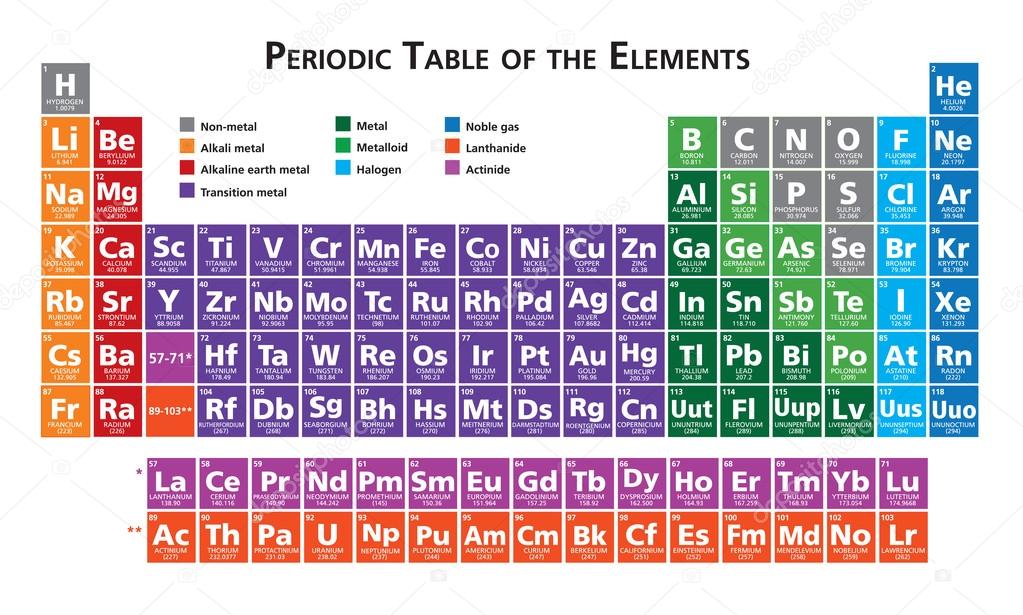 PERIODIC TABLE OF THE ELEMENTS
1 2
H He
HYDROGEN HELIUM
1.0079 4.0026
Non-metal Metal Noble gas
Alkali metal Metalloid Lanthanide
Alkaline earth metal Halogen Actinide
Transition metal
3 4 5 6 7 8 9 10
Li Be B C N O F Ne
LITHIUM BERYLLIUM BORON CARBON NITROGEN OXYGEN FLUORINE NEON
6.941 9.0122 10.811 12.011 14.007 15.999 18.998 20.1797
11 12 13 14 15 16 17 18
Na Mg Al Si P S Cl Ar
SODIUM MAGNESIUM ALUMINIUM SILICON PHOSPHORUS SULFUR CHLORINE ARGON
22.989 24.305 26.981 28.085 30.974 32.066 35.453 39.948
19 20 21 22 23 24 25 26 27 28 29 30 31 32 33 34 35 36
K Ca Sc Ti V Cr Mn Fe Co Ni Cu Zn Ga Ge As Se Br Kr
POTASSIUM CALCIUM SCANDIUM TITANIUM VANADIUM CHROMIUM MANGANESE IRON COBALT NICKEL COPPER ZINC GALLIUM GERMANIUM ARSENIC SELENIUM BROMINE KRYPTON
39.098 40.078 44.955 47.867 50.9415 51.9961 54.938 55.845 58.933 58.6934 63.546 65.38 69.723 72.63 74.921 78.971 79.904 83.798
37 38 39 40 41 42 43 44 45 46 47 48 49 50 51 52 53 54
Rb Sr Y Zr Nb Mo Tc Ru Rh Pd Ag Cd In Sn Sb Te I Xe
RUBIDIUM STRONTIUM YTTRIUM ZICRONIUM NIOBIUM MOLYBDENUM TECHNETIUM RUTHENIUM RHODIUM PALLADIUM SILVER CADMIUM INDIUM TIN ANTIMONY TELLURIUM IODINE XENON
85.467 87.62 88.9058 91.224 92.9063 95.95 (98) 101.07 102.90 106.42 107.8682 112.414 114.818 118.710 121.760 127.60 126.90 131.293
55 56 57-71* 72 73 74 75 76 77 78 79 80 81 82 83 84 85 86
Cs Ba Hf Ta W Re Os Ir Pt Au Hg Tl Pb Bi Po At Rn
CAESIUM BARIUM HAFNIUM TANTALUM TUNGSTEN RHENIUM OSMIUM IRIDIUM PLATINUM GOLD MERCURY THALLIUM LEAD BISMUTH POLONIUM ASTATINE RADON
132.905 137.327 178.49 180.94 183.84 186.207 190.23 192.217 195.084 196.96 200.59 204.38 207.2 208.98 (209) (210) (222)
87 88 89-103** 104 105 106 107 108 109 110 111 112 113 114 115 116 117 118
Fr Ra Rf Db Sg Bh Hs Mt Ds Rg Cn Uut Fl Uup Lv Uus Uuo
FRANCIUM RADIUM RUTHERFORDIUM DUBNIUM SEABORGIUM BOHRIUM HASSIUM MEITNERIUM DARMSTADTIUM ROENTGENIUM COPERNICIUM UNUNTRIUM FLEROVIUM UNUNPENTIUM LIVERMORIUM UNUNSEPTIUM UNUNOCTIUM
(223) (226) (267) (268) (271) (272) (270) (276) (281) (280) (285) (284) (289) (288) (293) (294) (294)
57 58 59 60 61 62 63 64 65 66 67 68 69 70 71
* La Ce Pr Nd Pm Sm Eu Gd Tb Dy Ho Er Tm Yb Lu
LANTHANUM CERIUM PRASEODYMIUM NEODYMIUM PROMETHIUM SAMARIUM EUROPIUM GADOLINIUM TERBIUM DYSPROSIUM HOLMIUM ERBIUM THULIUM YTTERBIUM LUTETIUM
138.90 140.116 140.90 144.242 (145) 150.36 151.964 157.25 158.92 162.500 164.93 167.259 168.93 173.054 174.9668
89 90 91 92 93 94 95 96 97 98 99 100 101 102 103
** Ac Th Pa U Np Pu Am Cm Bk Cf Es Fm Md No Lr
ACTINIUM THORIUM PROTACTINIUM URANIUM NEPTUNIUM PLUTONIUM AMERICIUM CURIUM BERKELIUM CALIFORNIUM EINSTEINIUM FERMIUM MENDELEVIUM NOBELIUM LAWRENCIUM
(227) 232.0377 231.03 238.02 (237) (244) (243) (247) (247) (251) (252) (257) (258) (259) (262)
depositphotos